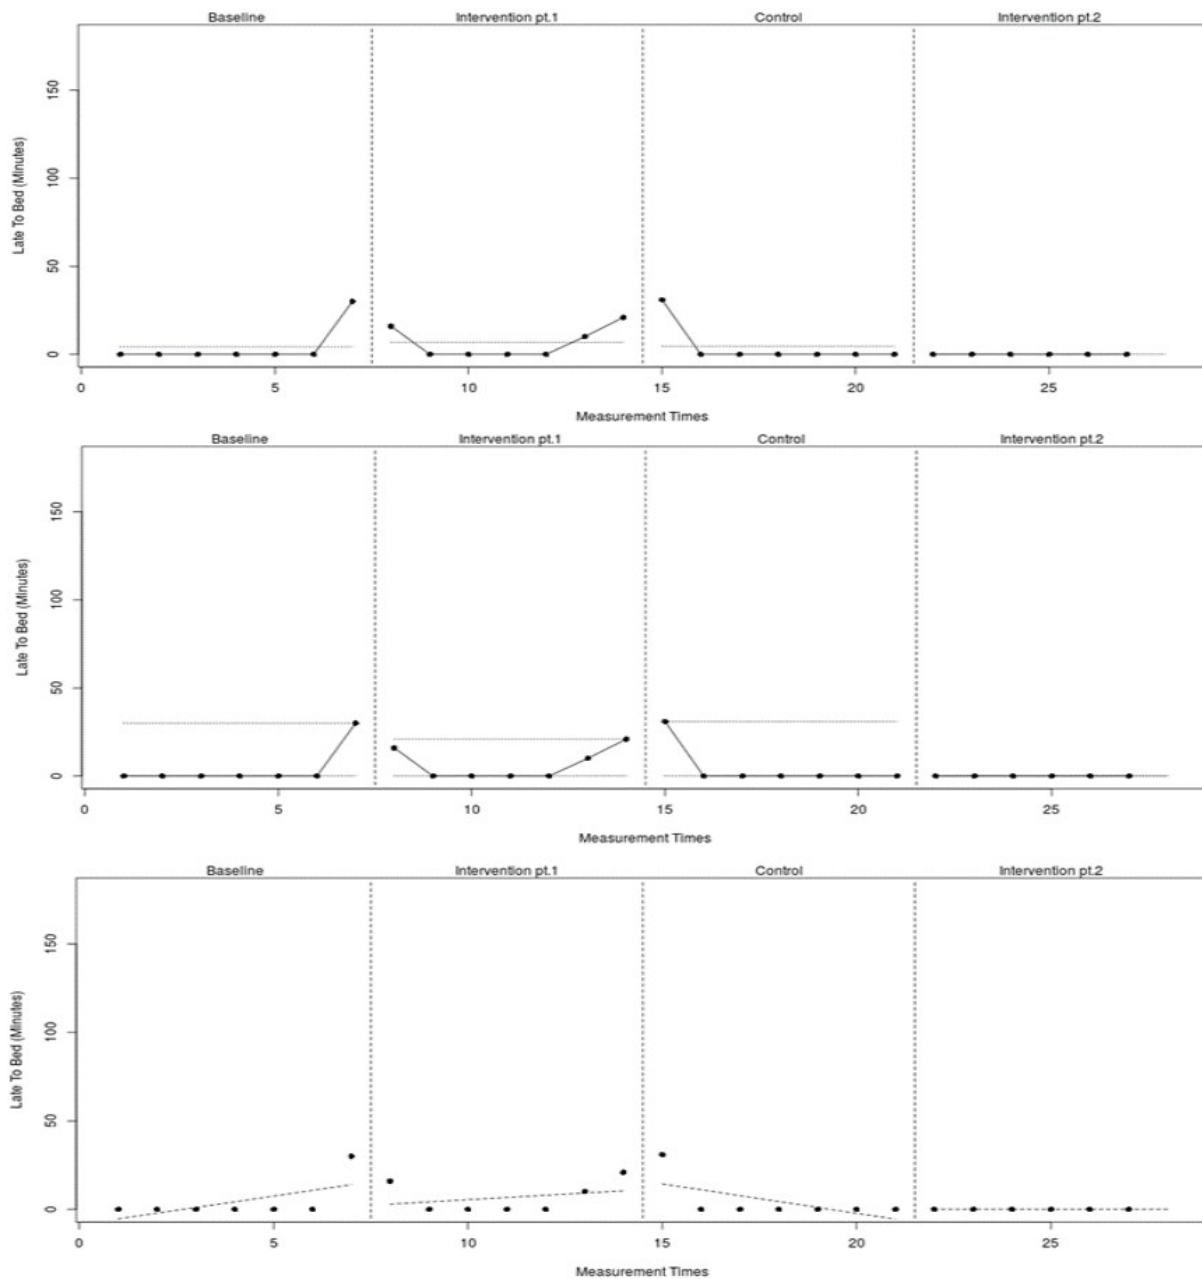 Baseline Intervention pt.1 Control Intervention pt.2
150
100
50
0
Late To Bed (Minutes)
0 5 10 15 20 25
Measurement Times
Baseline Intervention pt.1 Control Intervention pt.2
150
100
50
0
Late To Bed (Minutes)
0 5 10 15 20 25
Measurement Times
Baseline Intervention pt.1 Control Intervention pt.2
150
100
50
0
Late To Bed (Minutes)
0 5 10 15 20 25
Measurement Times